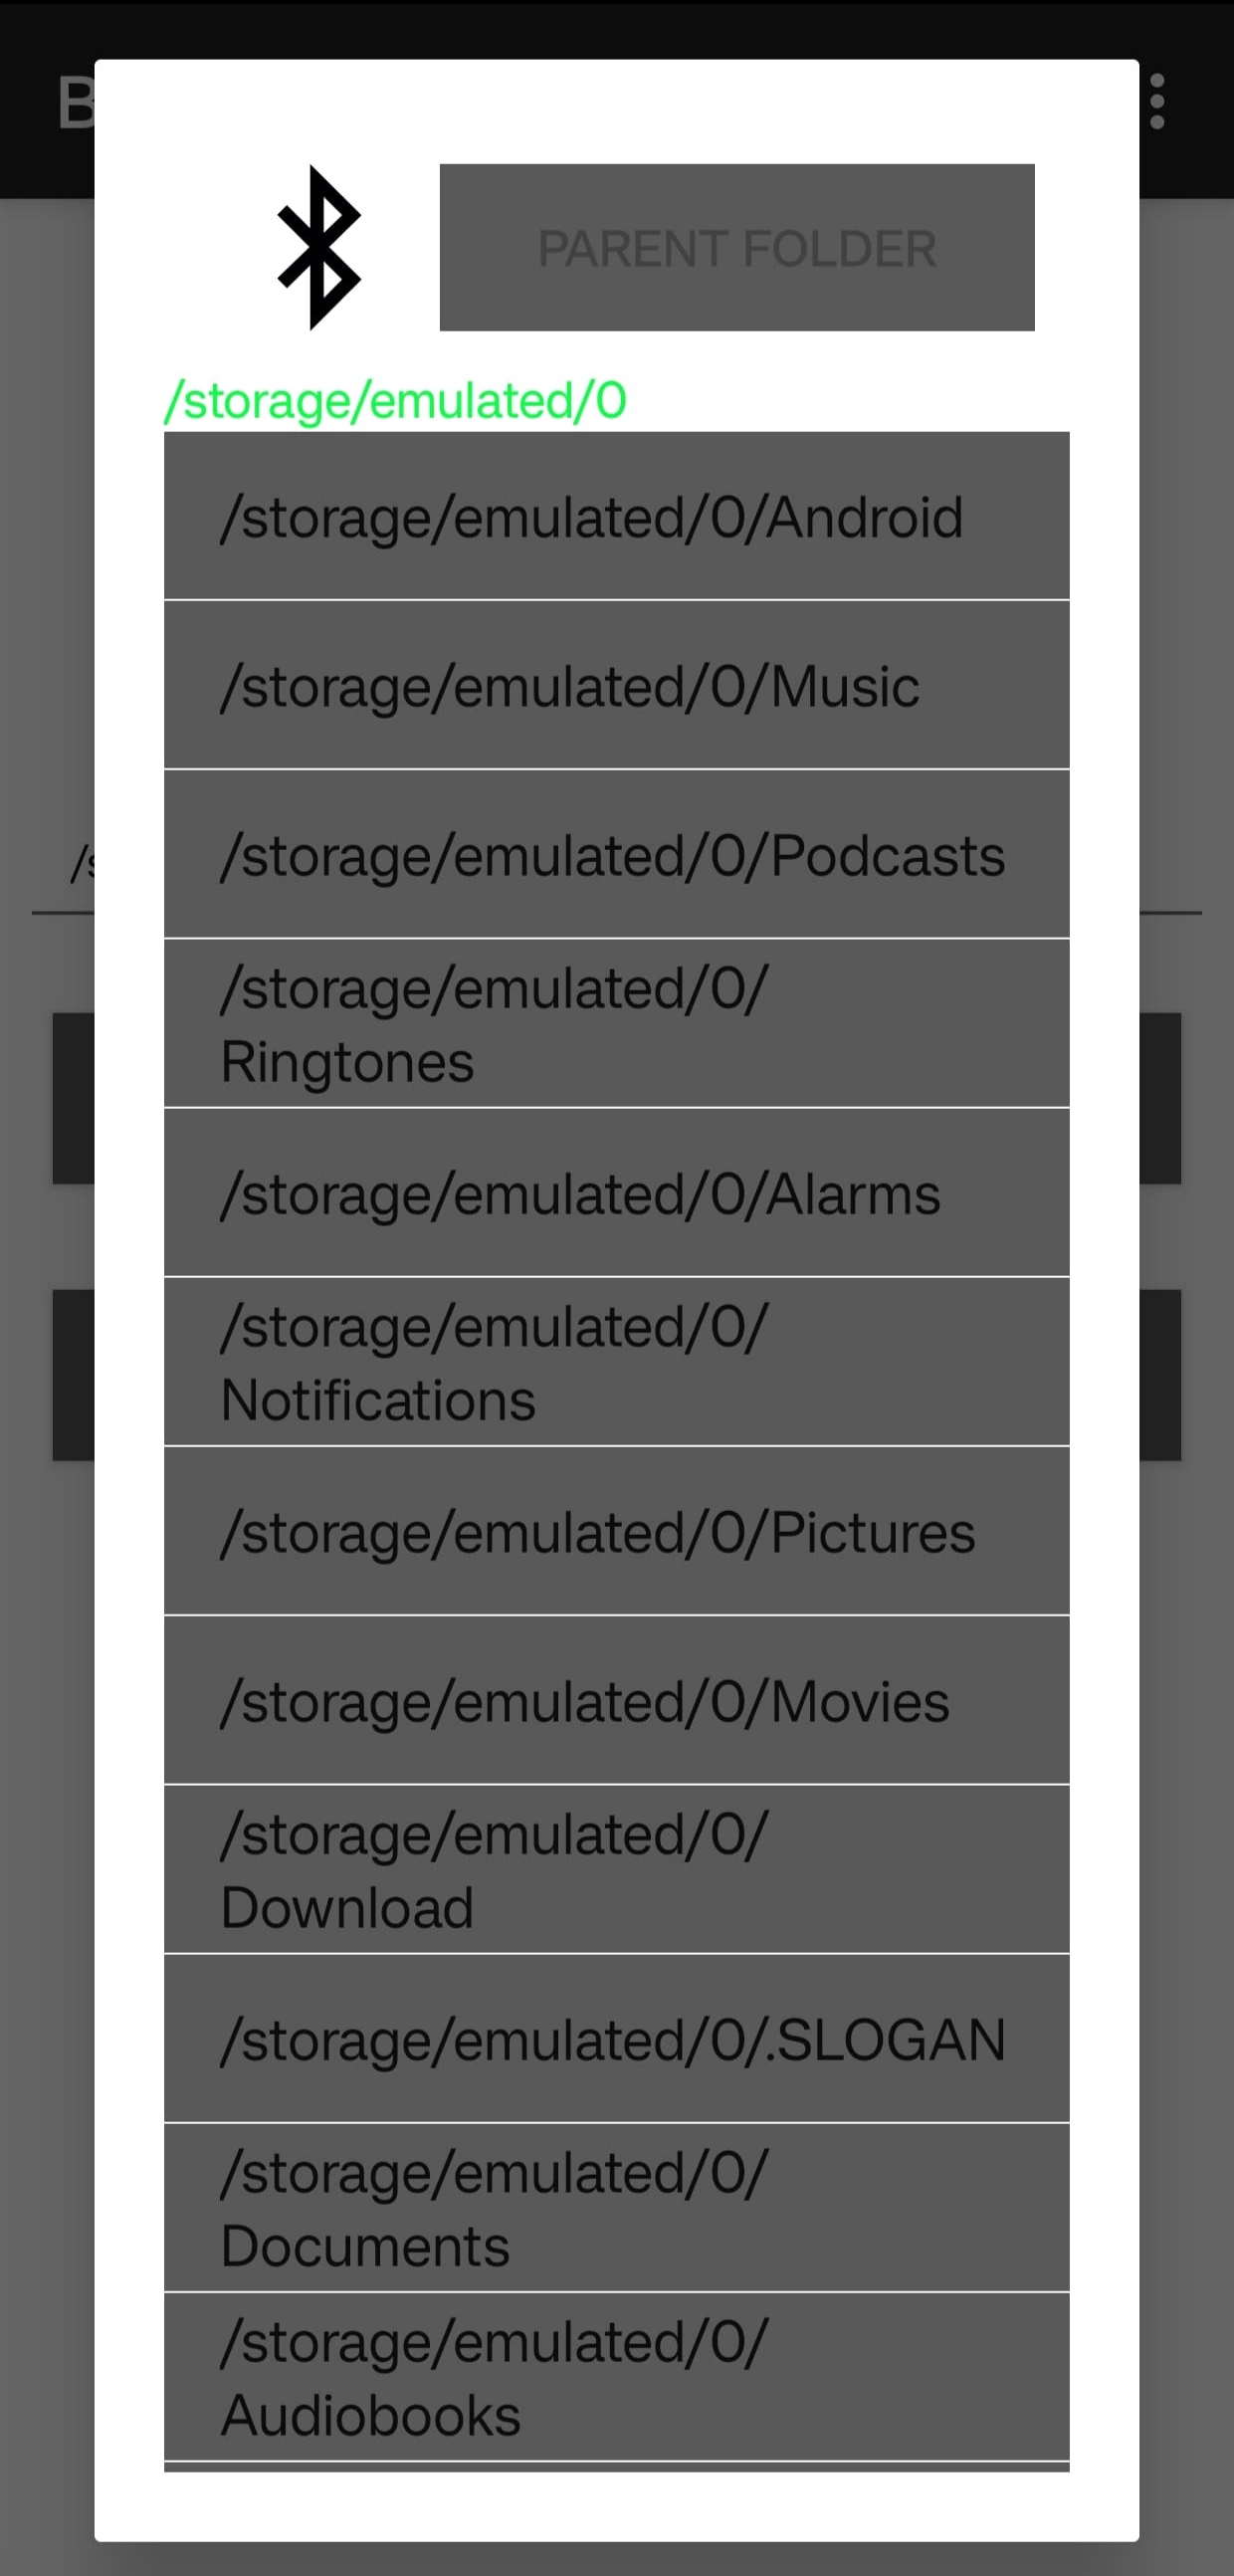 B
PARENT FOLDER
/storage/emulated/0
/storage/emulated/0/Android
/storage/emulated/0/Music
/storage/emulated/0/Podcasts
/storage/emulated/0/
Ringtones
/storage/emulated/0/Alarms
/storage/emulated/0/
Notifications
/storage/emulated/0/Pictures
/storage/emulated/0/Movies
/storage/emulated/0/
Download
/storage/emulated/0/.SLOGAN
/storage/emulated/0/
Documents
/storage/emulated/0/
Audiobooks